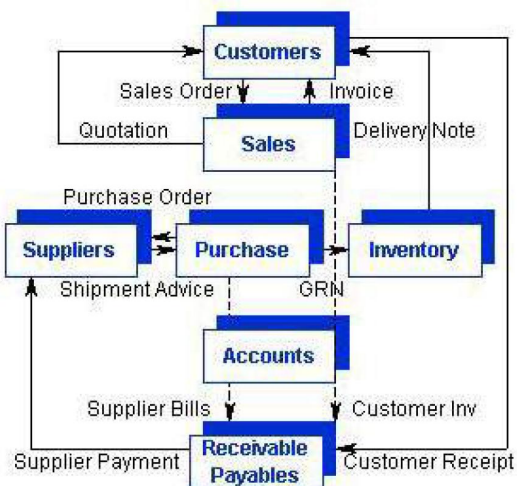 Customers
Sales Order
Invoice
Quotation
Sales
Delivery Note
Purchase Order
Suppliers
Purchase
Inventory
Shipment Advice
GRN
Accounts
Supplier Bills
Customer Inv
Receivable
Payables
Supplier Payment
Customer Receipt